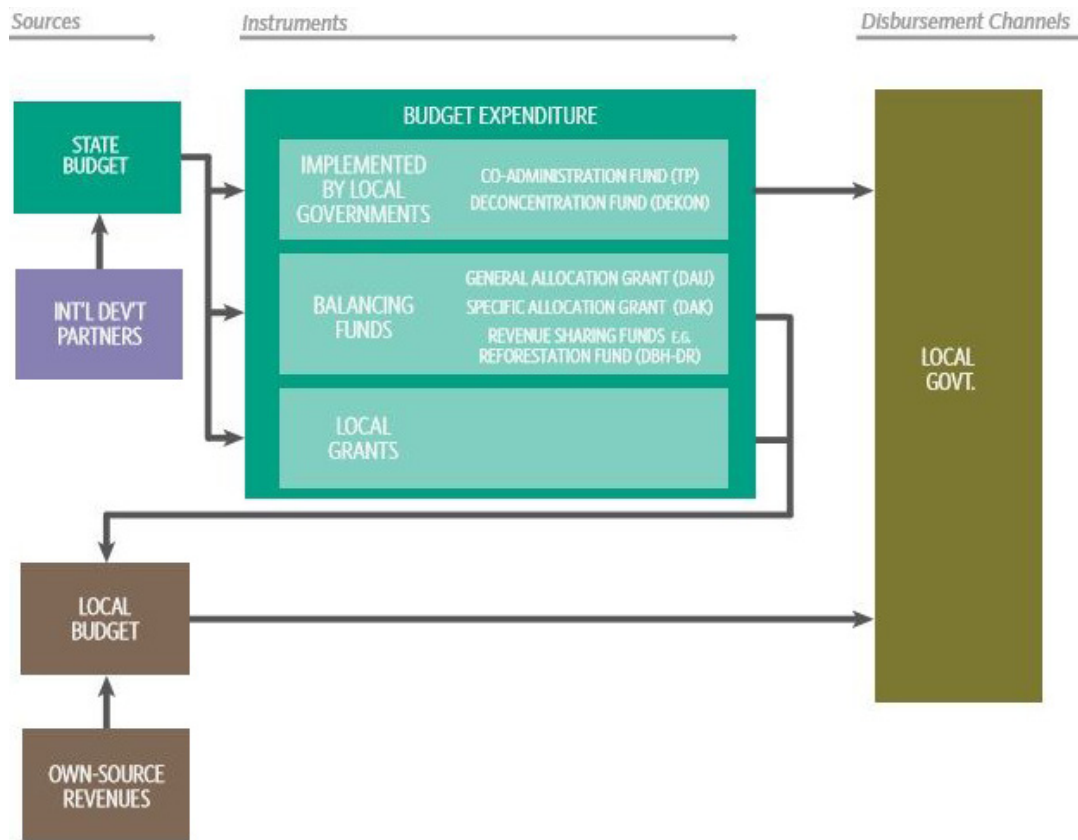 Sources
Instruments
Disbursement Channels
STATE
BUDGET
INT'L DEV'T
PARTNERS
BUDGET EXPENDITURE
IMPLEMENTED
BY LOCAL
GOVERNMENTS
CO-ADMINISTRATION FUND (TP)
DECONCENTRATION FUND (DEKON)
BALANCING
FUNDS
GENERAL ALLOCATION GRANT (DAU)
SPECIFIC ALLOCATION GRANT (DAK)
REVENUE SHARING FUNDS E.G.
REFORESTATION FUND (DBH-DR)
LOCAL
GRANTS
LOCAL
GOVT.
LOCAL
BUDGET
OWN-SOURCE
REVENUES